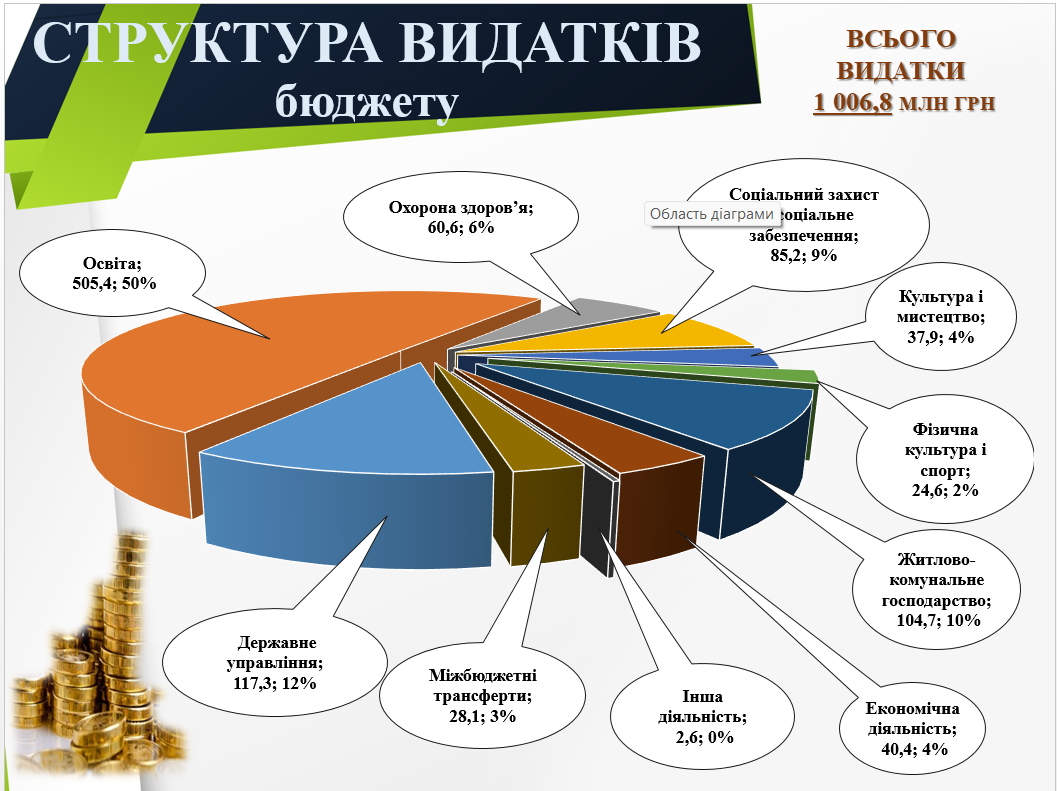 СТРУКТУРА ВИДАТКІВ
бюджету
ВСЬОГО
ВИДАТКИ
1 006,8 МЛН ГРН
Охорона здоров’я;
60,6; 6%
Соціальний захист
соціальне
забезпечення;
85,2; 9%
Область діаграми
Освіта;
505,4; 50%
Культура і
мистецтво;
37,9; 4%
Фізична
культура і
спорт;
24,6; 2%
Житлово-
комунальне
господарство;
104,7; 10%
Державне
управління;
117,3; 12%
Міжбюджетні
трансферти;
28,1; 3%
Інша
діяльність;
2,6; 0%
Економічна
діяльність;
40,4; 4%